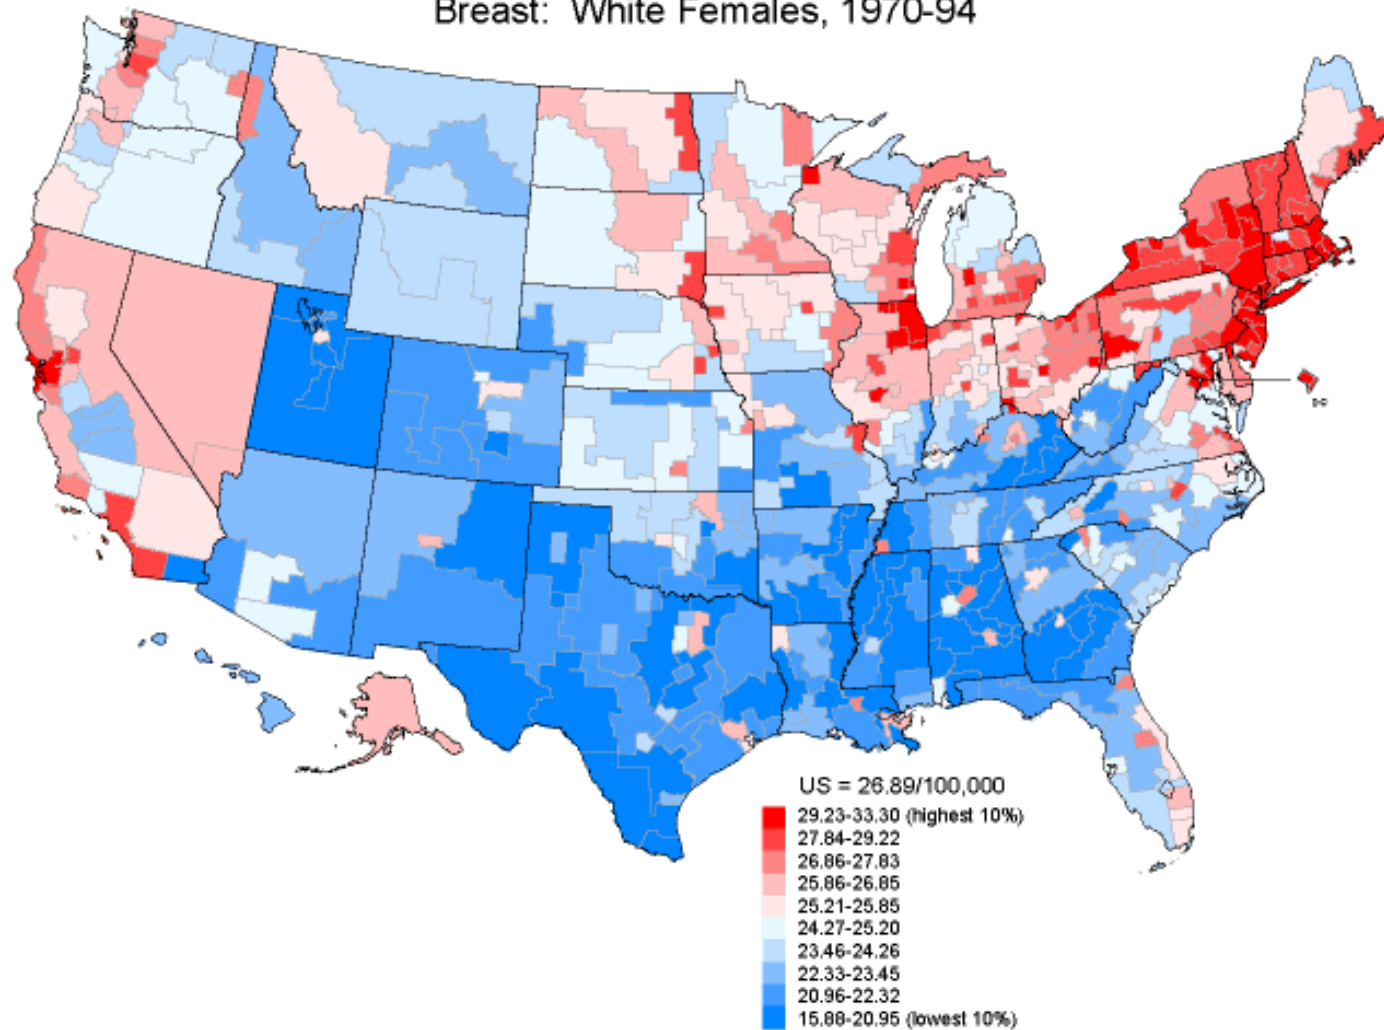 Breast: White Females, 1970-94
US = 26.89/100,000
29.23-33.30 (highest 10%)
27.84-29.22
26.86-27.83
25.86-26.85
25.21-25.85
24.27-25.20
23.46-24.26
22.33-23.45
20.96-22.32
15.88-20.95 (lowest 10%)